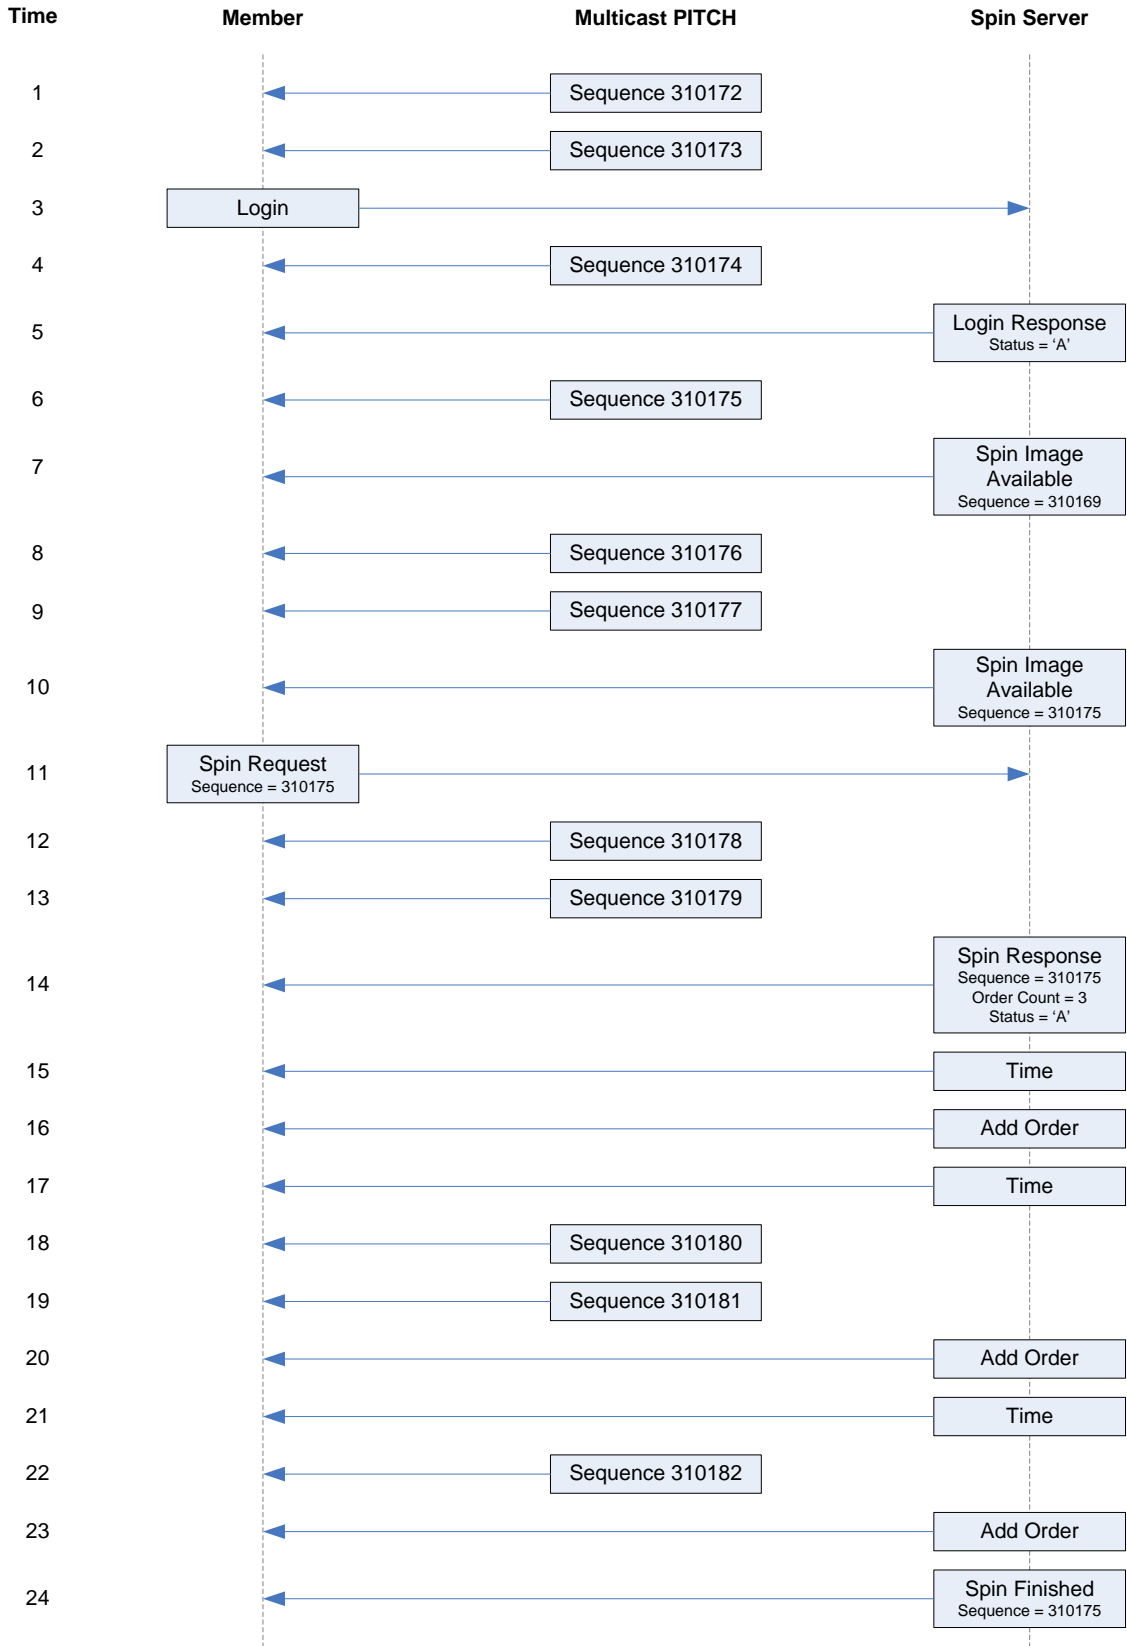 Time Member Multicast PITCH Spin Server
1 Sequence 310172
2 Sequence 310173
3 Login
4 Sequence 310174
5 Login Response
Status = ‘A’
6 Sequence 310175
7 Spin Image
Available
Sequence = 310169
8 Sequence 310176
9 Sequence 310177
10 Spin Image
Available
Sequence = 310175
11 Spin Request
Sequence = 310175
12 Sequence 310178
13 Sequence 310179
14 Spin Response
Sequence = 310175
Order Count = 3
Status = ‘A’
15 Time
16 Add Order
17 Time
18 Sequence 310180
19 Sequence 310181
20 Add Order
21 Time
22 Sequence 310182
23 Add Order
24 Spin Finished
Sequence = 310175